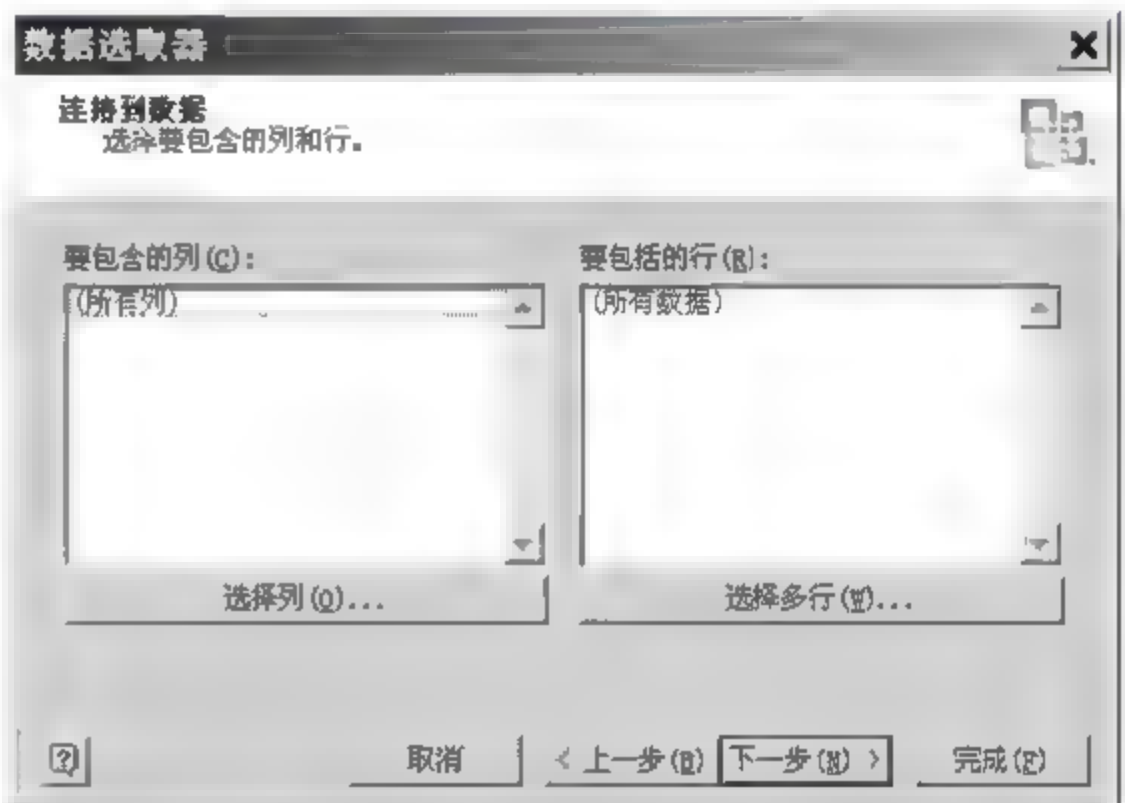 数据选取器
连接到数据
选择要包含的列和行。
要包含的列(C):
要包括的行(R):
(所有列)
(所有数据)
选择列(O)...
选择多行(W)...
取消
< 上一步(B)
下一步(N) >
完成(F)